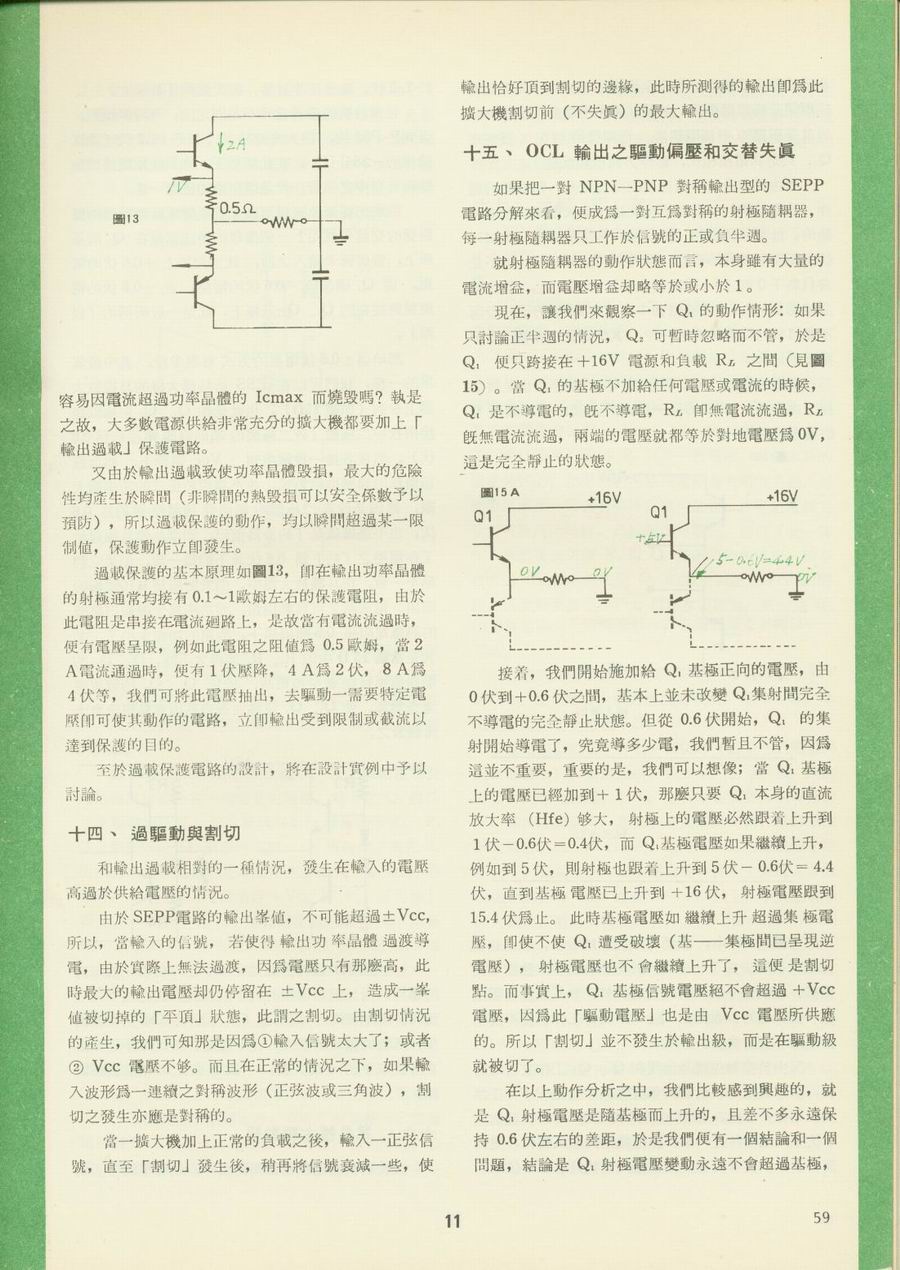 2A
1V
0.5Ω
圖13
容易因電流超過功率晶體的 Icmax 而燒毀嗎？執是
之故，大多數電源供給非常充分的擴大機都要加上「
輸出過載」保護電路。
又由於輸出過載致使功率晶體毀損，最大的危險
性均產生於瞬間（非瞬間的熱毀損可以安全係數予以
預防），所以過載保護的動作，均以瞬間超過某一限
制值，保護動作立卽發生。
過載保護的基本原理如圖13，卽在輸出功率晶體
的射極通常均接有 0.1～1歐姆左右的保護電阻，由於
此電阻是串接在電流廻路上，是故當有電流流過時，
便有電壓呈限，例如此電阻之阻值爲 0.5 歐姆，當 2
A電流通過時，便有 1 伏壓降， 4 A爲 2 伏， 8 A爲
4 伏等，我們可將此電壓抽出，去驅動一需要特定電
壓卽可使其動作的電路，立卽輸出受到限制或截流以
達到保護的目的。
至於過載保護電路的設計，將在設計實例中予以
討論。
十四、 過驅動與割切
和輸出過載相對的一種情況，發生在輸入的電壓
高過於供給電壓的情況。
由於 SEPP電路的輸出峯值，不可能超過±Vcc,
所以，當輸入的信號， 若使得 輸出功 率晶體 過渡導
電，由於實際上無法過渡，因爲電壓只有那麽高，此
時最大的輸出電壓却仍停留在 ±Vcc 上， 造成一峯
値被切掉的「平頂」狀態，此謂之割切。由割切情況
的產生，我們可知那是因爲①輸入信號太大了；或者
② Vcc 電壓不够。而且在正常的情況之下，如果輸
入波形爲一連續之對稱波形（正弦波或三角波），割
切之發生亦應是對稱的。
當一擴大機加上正常的負載之後，輸入一正弦信
號，直至「割切」發生後，稍再將信號衰減一些，使
輸出恰好頂到割切的邊緣，此時所測得的輸出卽爲此
擴大機割切前（不失眞）的最大輸出。
十五、 OCL 輸出之驅動偏壓和交替失眞
如果把一對 NPN—PNP 對稱輸出型的 SEPP
電路分解來看，便成爲一對互爲對稱的射極隨耦器，
每一射極隨耦器只工作於信號的正或負半週。
就射極隨耦器的動作狀態而言，本身雖有大量的
電流增益，而電壓增益却略等於或小於 1 。
現在，讓我們來觀察一下 Q₁ 的動作情形：如果
只討論正半週的情況， Q₂ 可暫時忽略而不管，於是
Q₁ 便只跨接在＋16V 電源和負載 RL 之間（見圖
15）。當 Q₁ 的基極不加給任何電壓或電流的時候，
Q₁ 是不導電的，旣不導電，RL 卽無電流流過，RL
旣無電流流過，兩端的電壓就都等於對地電壓爲 0V,
這是完全靜止的狀態。
圖15 A
+16V
Q1
0V
0V
+16V
Q1
+5V
5-0.6V=4.4V
0V
接着，我們開始施加給 Q₁ 基極正向的電壓，由
0 伏到＋0.6 伏之間，基本上並未改變 Q₁集射間完全
不導電的完全靜止狀態。但從 0.6 伏開始，Q₁ 的集
射開始導電了，究竟導多少電，我們暫且不管，因爲
這並不重要，重要的是，我們可以想像；當 Q₁ 基極
上的電壓已經加到＋ 1 伏，那麽只要 Q₁ 本身的直流
放大率 （Hfe）够大， 射極上的電壓必然跟着上升到
1 伏－0.6伏＝0.4伏，而 Q₁基極電壓如果繼續上升，
例如到 5 伏，則射極也跟着上升到 5 伏－ 0.6伏＝ 4.4
伏，直到基極 電壓已上升到 ＋16 伏， 射極電壓跟到
15.4 伏爲止。 此時基極電壓如 繼續上升 超過集 極電
壓，卽使不使 Q₁ 遭受破壞（基——集極間已呈現逆
電壓）， 射極電壓也不 會繼續上升了， 這便 是割切
點。而事實上， Q₁ 基極信號電壓絕不會超過 ＋Vcc
電壓，因爲此「驅動電壓」也是由 Vcc 電壓所供應
的。所以「割切」並不發生於輸出級，而是在驅動級
就被切了。
在以上動作分析之中，我們比較感到興趣的，就
是 Q₁ 射極電壓是隨基極而上升的，且差不多永遠保
持 0.6 伏左右的差距，於是我們便有一個結論和一個
問題，結論是 Q₁ 射極電壓變動永遠不會超過基極，
11
59